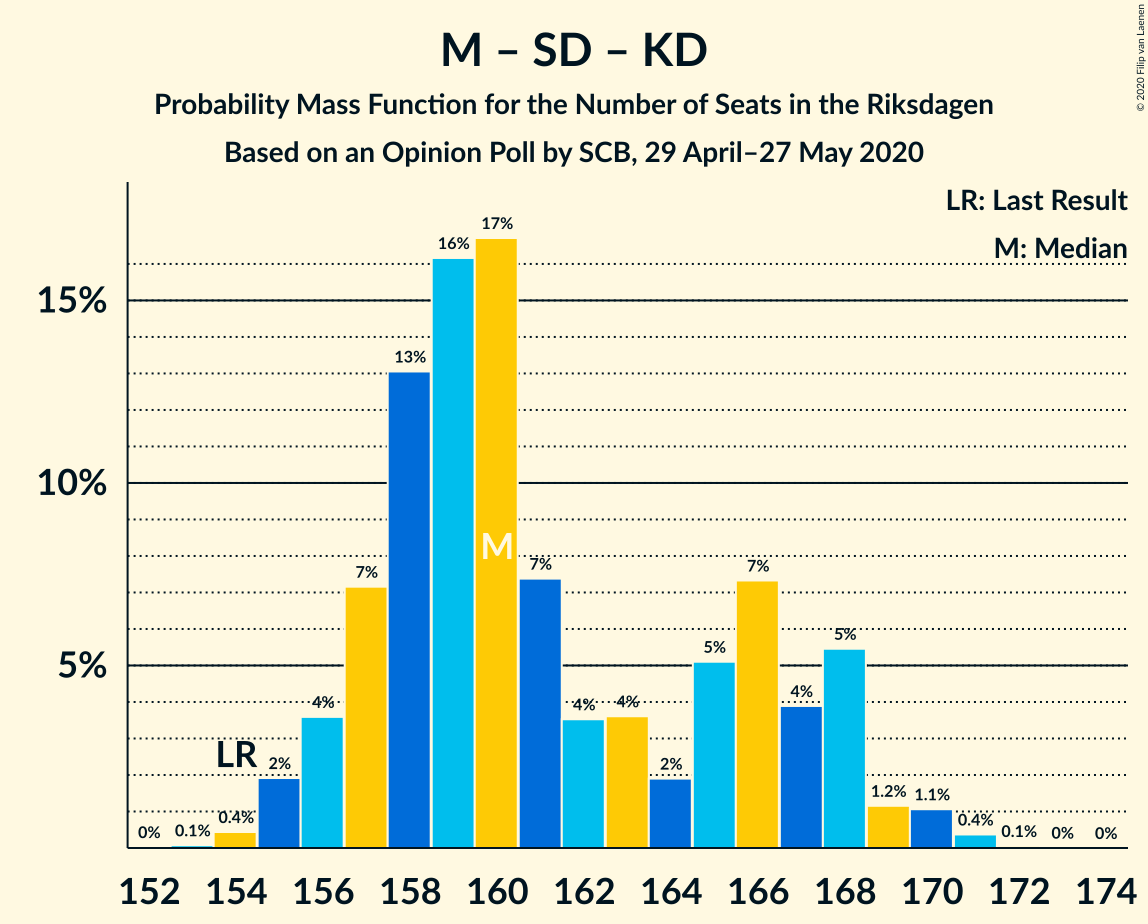 M – SD – KD
Probability Mass Function for the Number of Seats in the Riksdagen
Based on an Opinion Poll by SCB, 29 April–27 May 2020
© 2020 Filip van Laenen
LR: Last Result
M: Median
15%
10%
5%
0%
0.1%
0.4%
LR
2%
4%
7%
13%
16%
17%
M
7%
4%
4%
2%
5%
7%
4%
5%
1.2%
1.1%
0.4%
0.1%
0%
0%
152 154 156 158 160 162 164 166 168 170 172 174